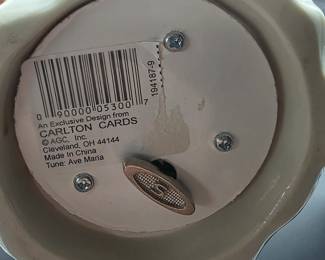 0 90000 05300 7
194187-9
An Exclusive Design from
CARLTON CARDS
© AGC, Inc.
Cleveland, OH 44144
Made In China
Tune: Ave Maria